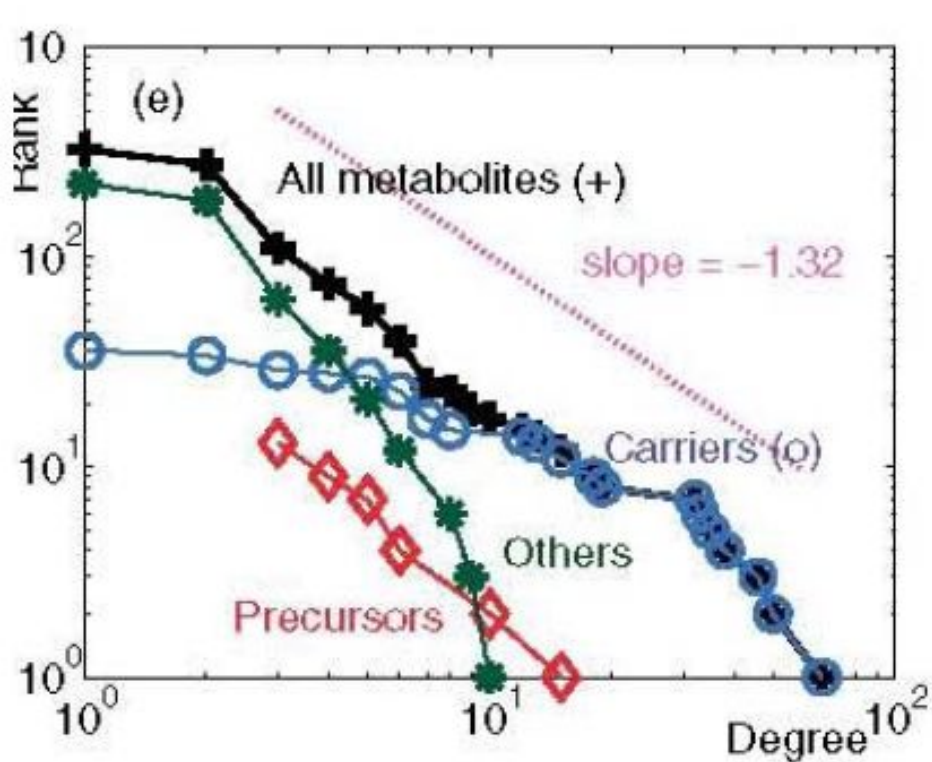 10
(e)
Rank
All metabolites (+)
10²
slope = −1.32
10¹
Carriers (o)
Others
Precursors
10⁰
10⁰
10¹
10²
Degree